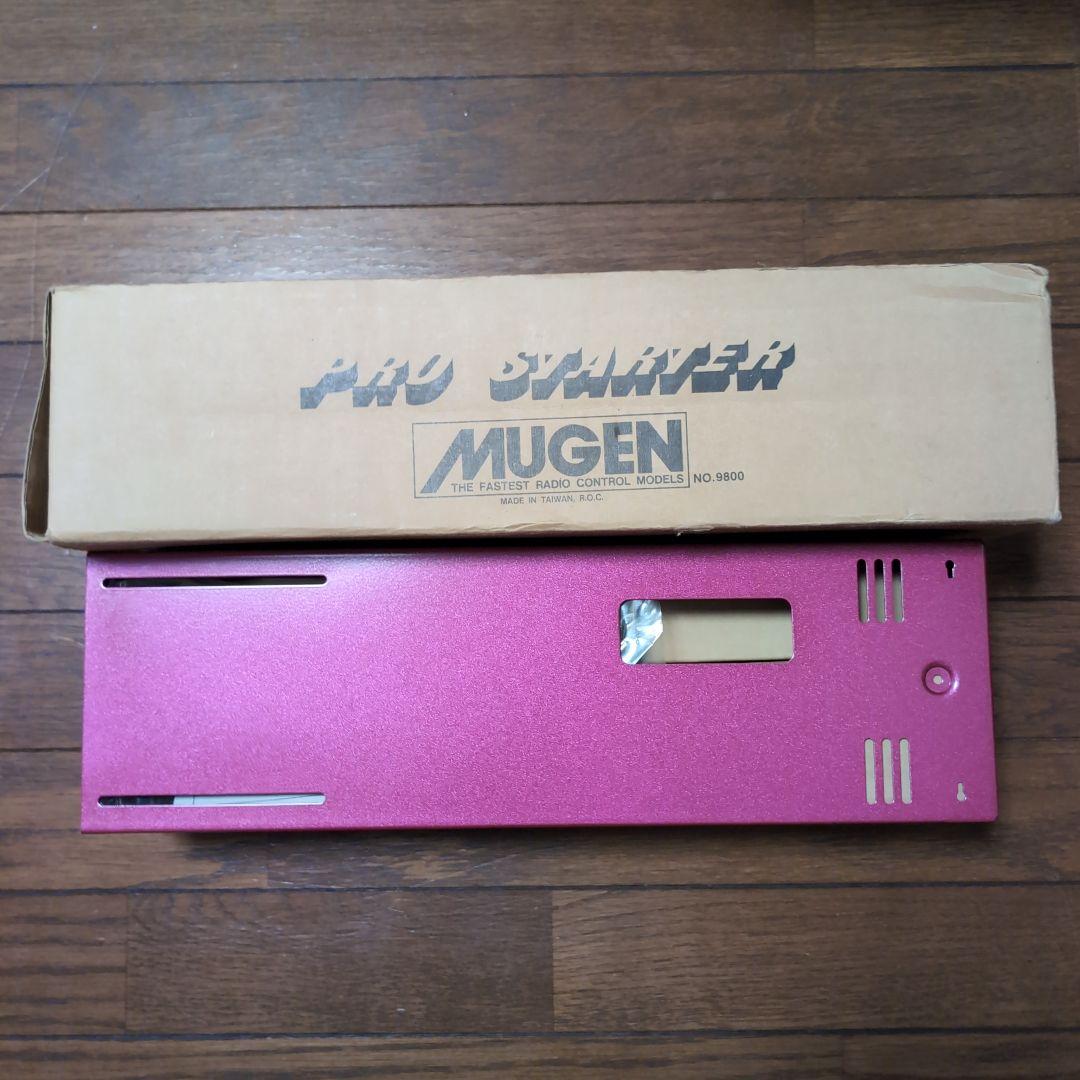 PRO STARTER
MUGEN
THE FASTEST RADIO CONTROL MODELS NO.9800
MADE IN TAIWAN, R.O.C.